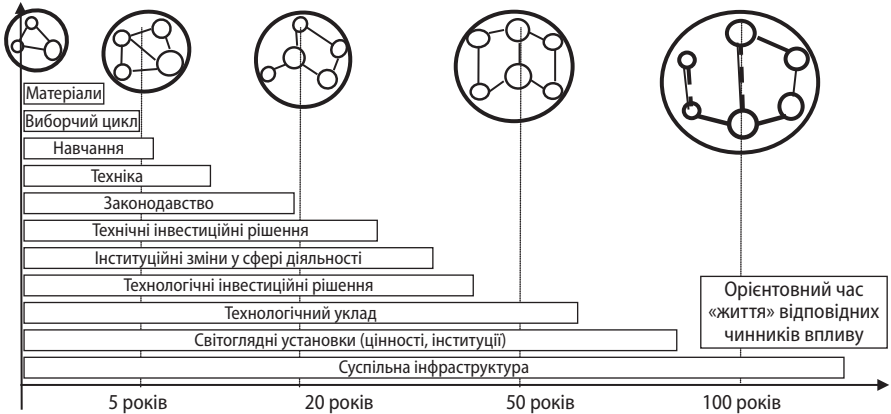 Матеріали
Виборчий цикл
Навчання
Техніка
Законодавство
Технічні інвестиційні рішення
Інституційні зміни у сфері діяльності
Технологічні інвестиційні рішення
Технологічний уклад
Світоглядні установки (цінності, інституції)
Суспільна інфраструктура
Орієнтовний час
«життя» відповідних
чинників впливу
5 років 20 років 50 років 100 років